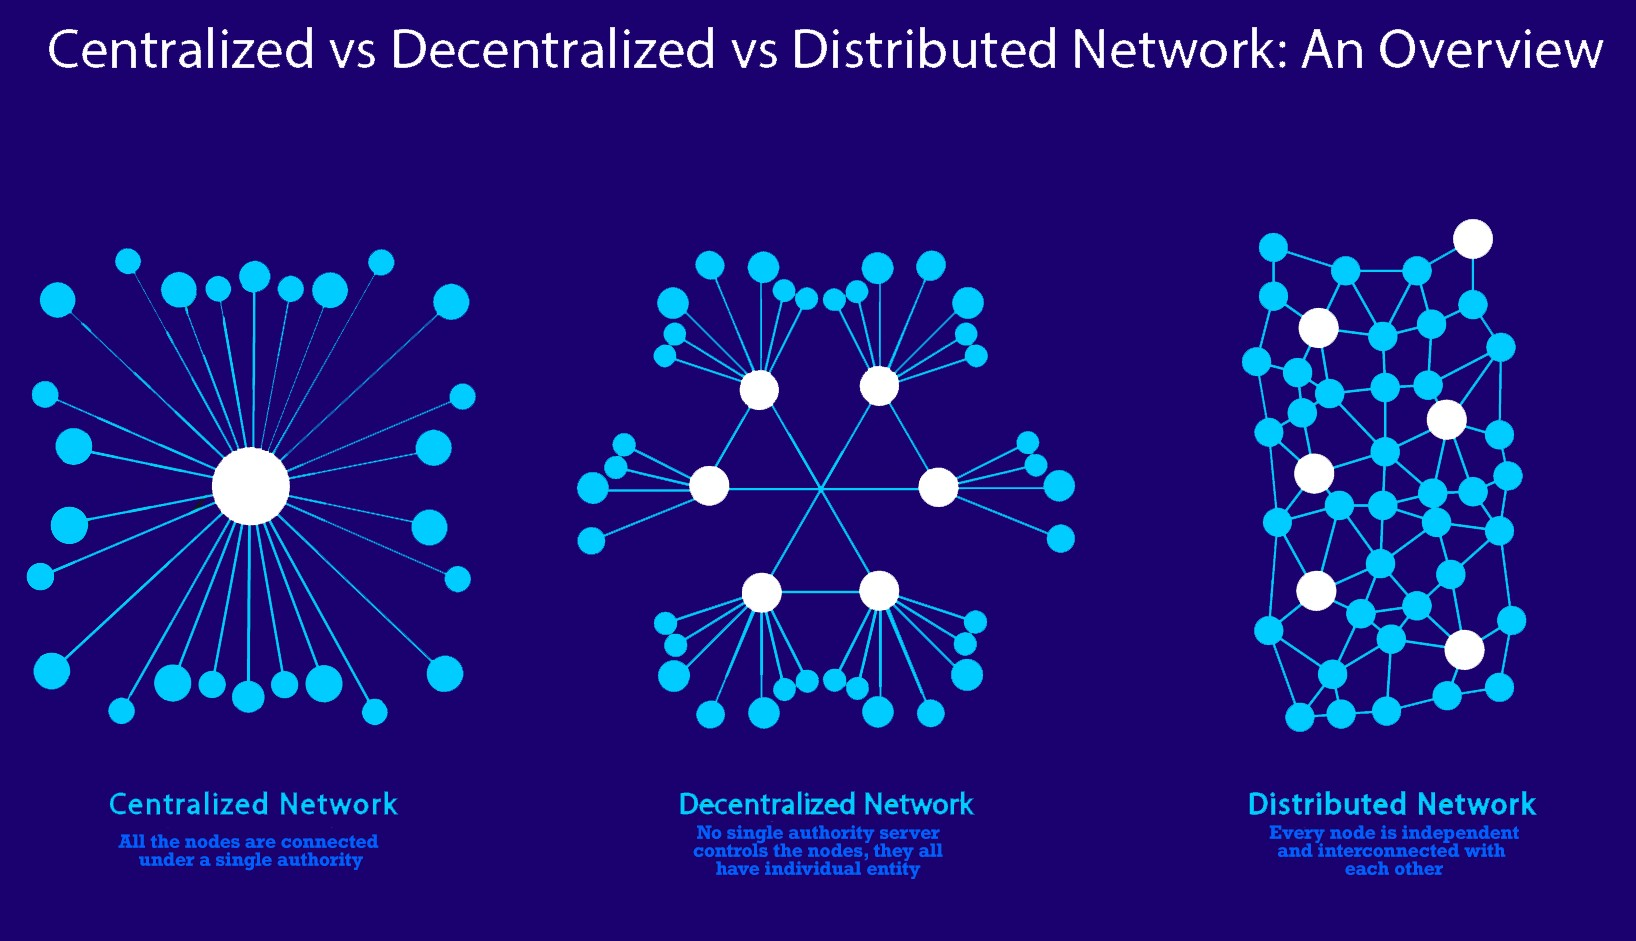 Centralized vs Decentralized vs Distributed Network: An Overview
Centralized Network
All the nodes are connected
under a single authority
Decentralized Network
No single authority server
controls the nodes, they all
have individual entity
Distributed Network
Every node is independent
and interconnected with
each other